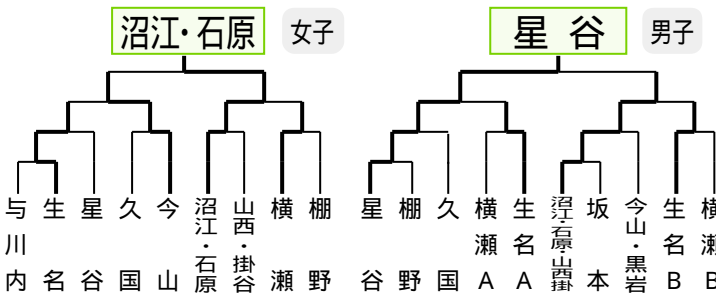 沼江・石原
女子
星谷
男子
与川内
生名
星谷
久国
今山
沼江・石原
山西・掛谷
横瀬
棚野
星谷
棚野
久国
横瀬A
生名A
沼江・石原・山西掛
坂本
今山・黒岩
生名B
横瀬B